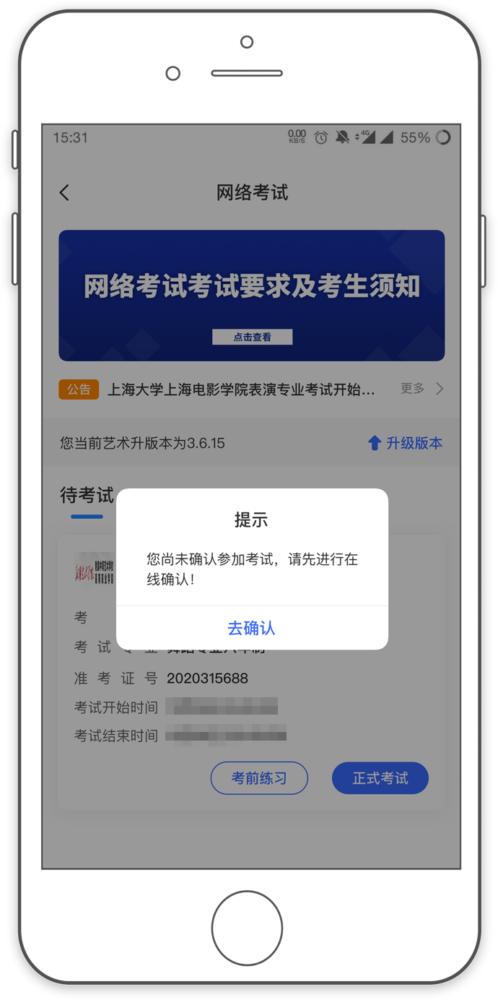 15:31
0.00
KB/S
4G
55%
网络考试
网络考试考试要求及考生须知
点击查看
公告
上海大学上海电影学院表演专业考试开始...
更多
您当前艺术升版本为3.6.15
升级版本
待考试
提示
您尚未确认参加考试，请先进行在
线确认！
去确认
考
考试专业
准考证号 2020315688
考试开始时间
考试结束时间
考前练习
正式考试